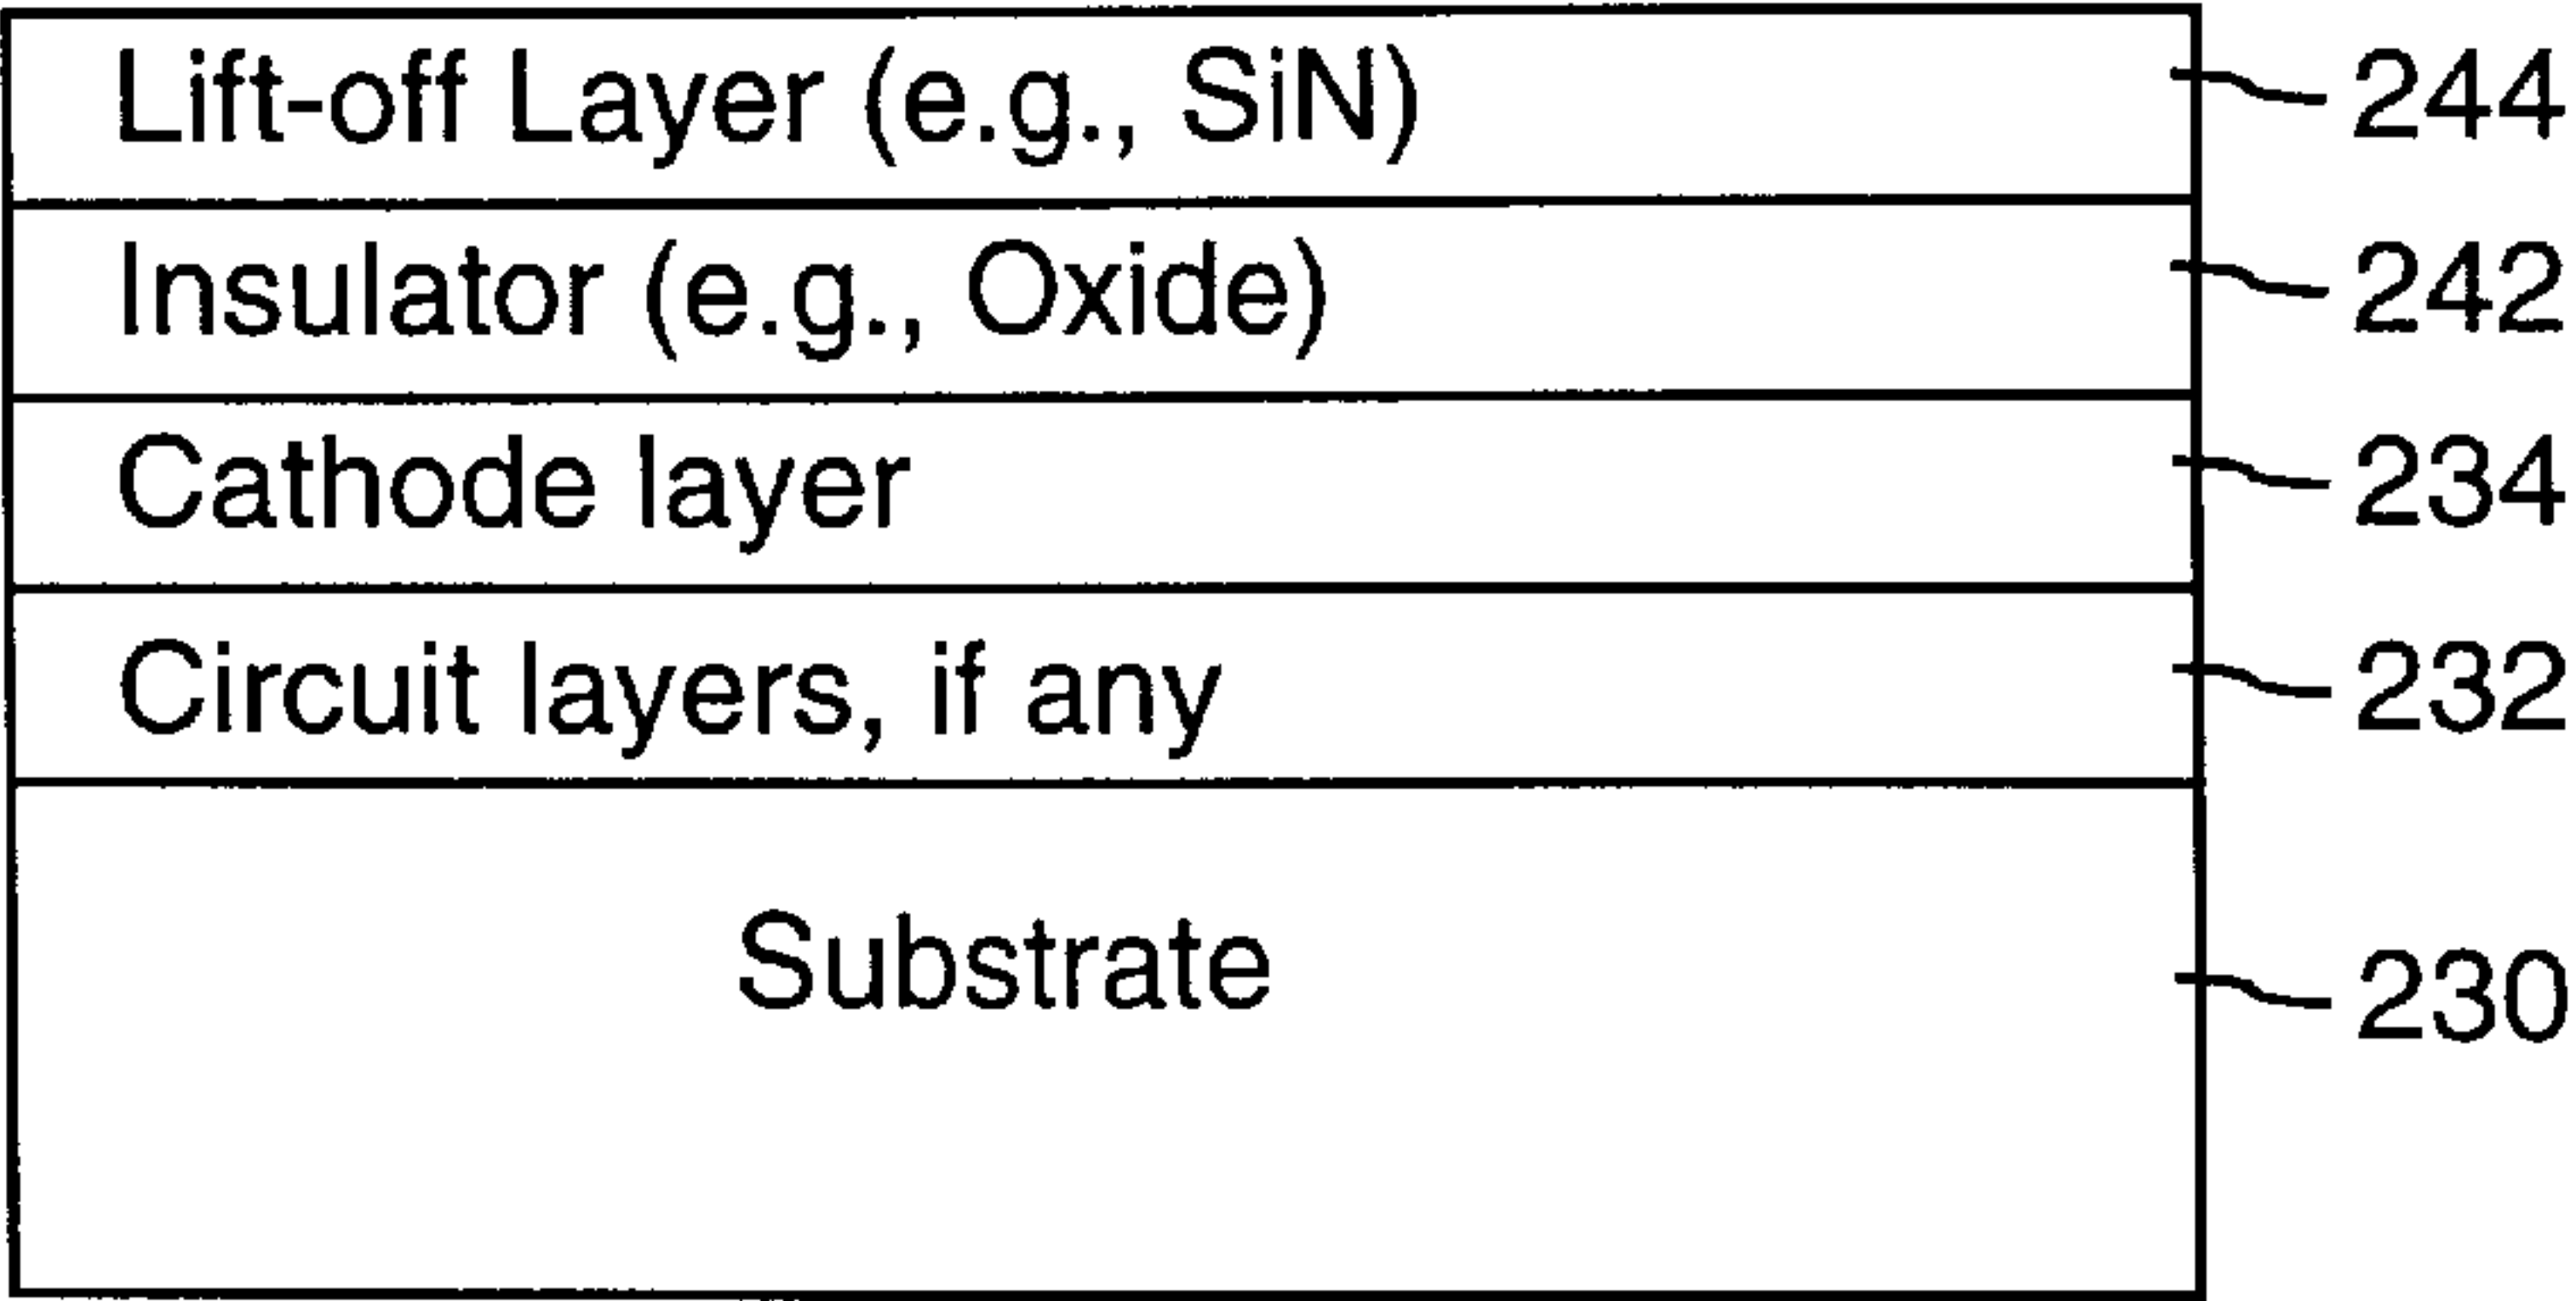 Lift-off Layer (e.g., SiN) 244
Insulator (e.g., Oxide) 242
Cathode layer 234
Circuit layers, if any 232
Substrate 230